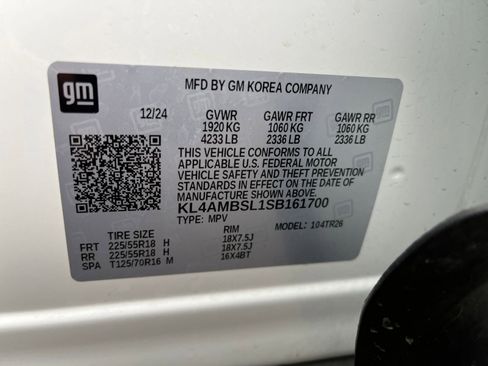 gm
MFD BY GM KOREA COMPANY
12/24 GVWR GAWR FRT GAWR RR
1920 KG 1060 KG 1060 KG
4233 LB 2336 LB 2336 LB
THIS VEHICLE CONFORMS TO ALL
APPLICABLE U.S. FEDERAL MOTOR
VEHICLE SAFETY AND THEFT PREVENTION
STANDARDS IN EFFECT ON THE DATE OF
MANUFACTURE SHOWN ABOVE.
KL4AMBSL1SB161700
TYPE: MPV MODEL: 104TR26
TIRE SIZE RIM
FRT 225/55R18 H 18X7.5J
RR 225/55R18 H 18X7.5J
SPA T125/70R16 M 16X4BT